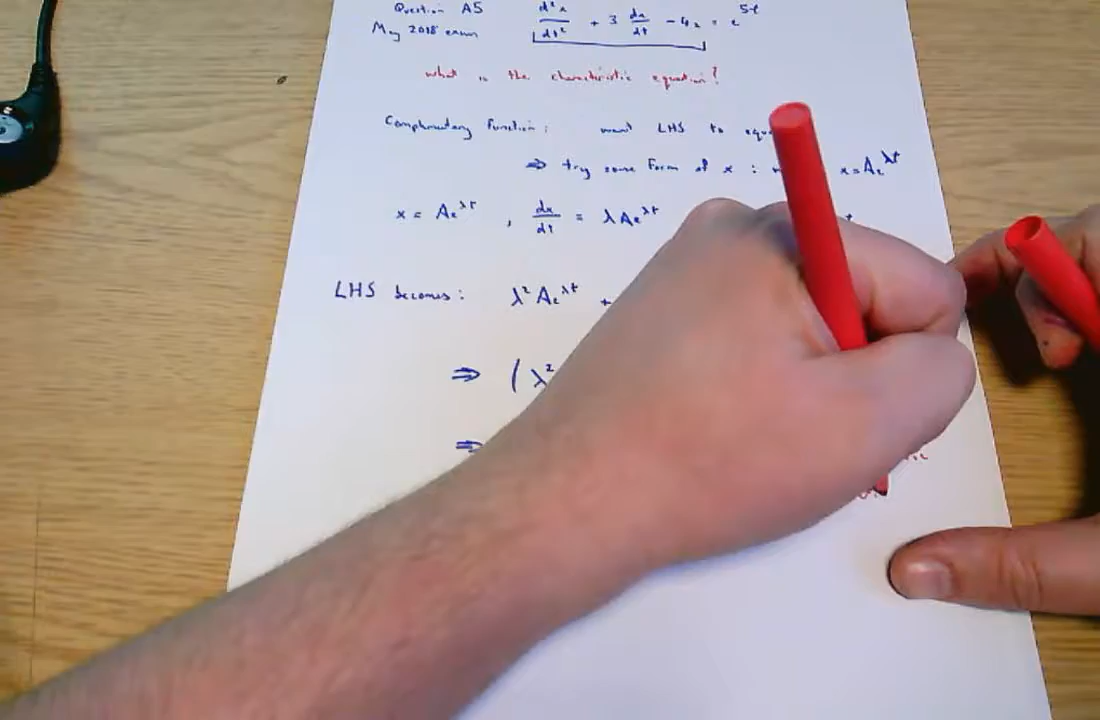 Question A5 d²x/dt² + 3 dx/dt - 4x = e^5t
May 2018 exam
what is the characteristic equation?
Complimentary Function: want LHS to
⇒ try some form of x : x = Ae^λt
x = Ae^λt , dx/dt = λAe^λt
LHS becomes: λ²Ae^λt +
⇒ (λ²
⇒